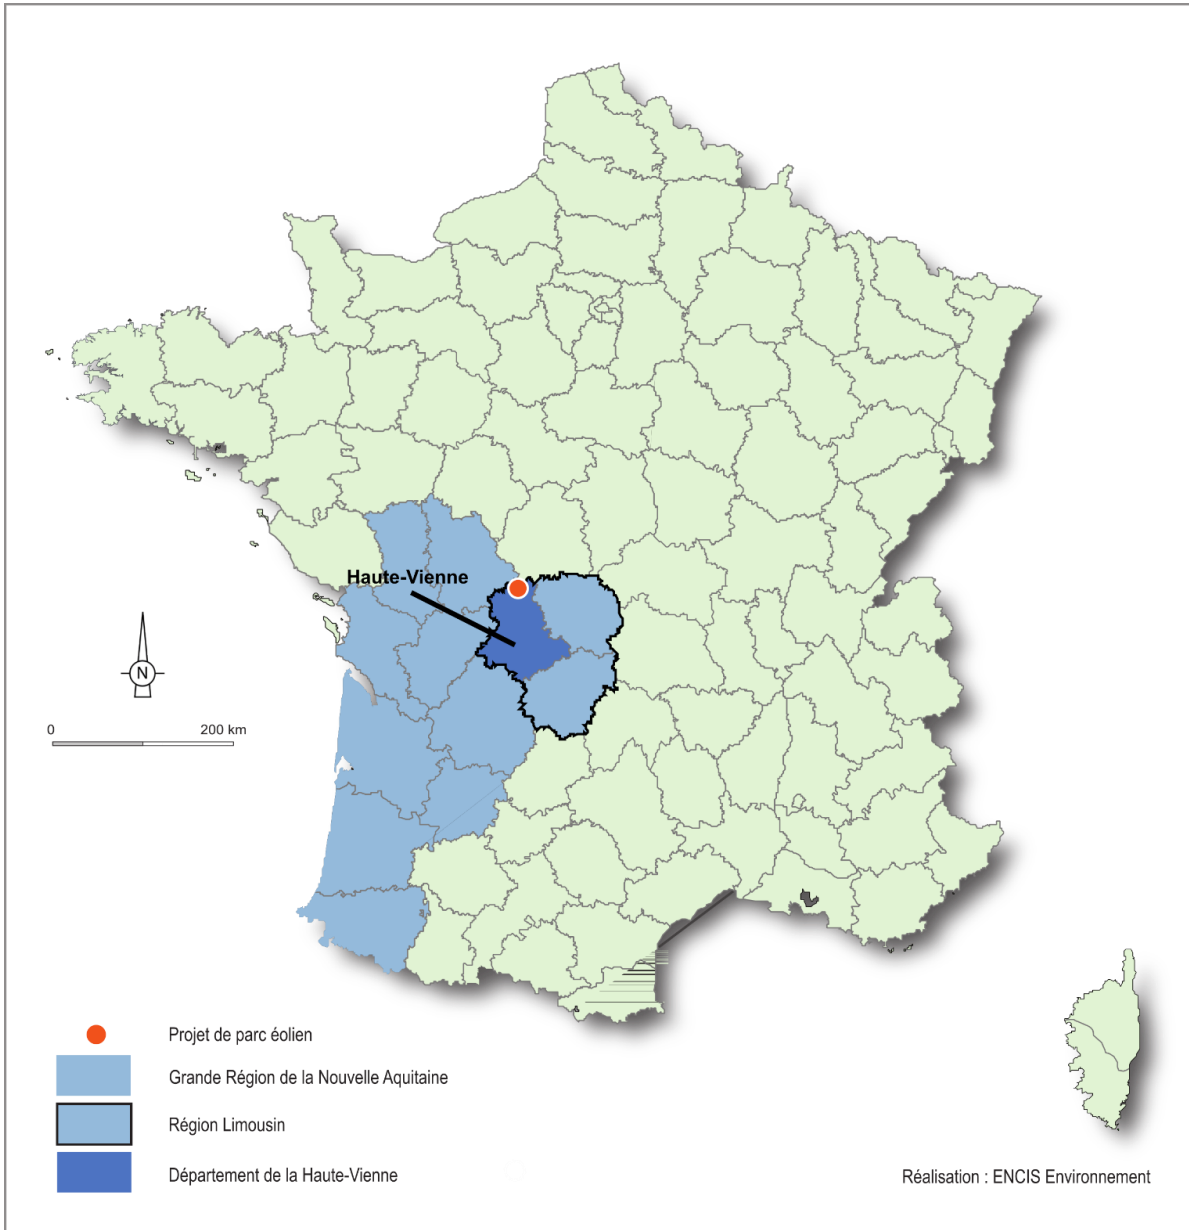 Haute-Vienne
N
0 200 km
Projet de parc éolien
Grande Région de la Nouvelle Aquitaine
Région Limousin
Département de la Haute-Vienne
Réalisation : ENCIS Environnement